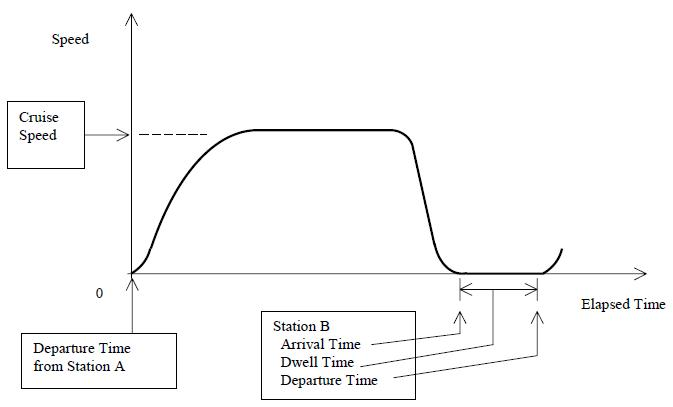 Speed
Cruise
Speed
0
Elapsed Time
Departure Time
from Station A
Station B
Arrival Time
Dwell Time
Departure Time